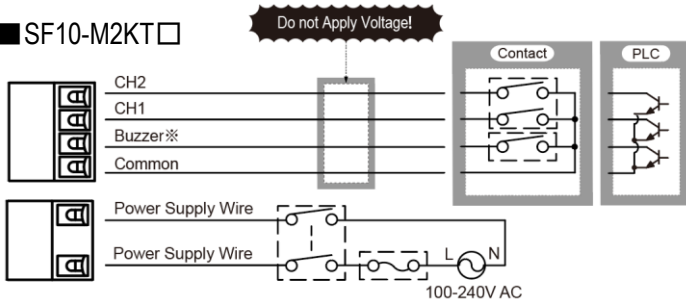 Do not Apply Voltage!
■SF10-M2KT□
Contact
PLC
CH2
CH1
Buzzer※
Common
Power Supply Wire
Power Supply Wire
L
N
100-240V AC